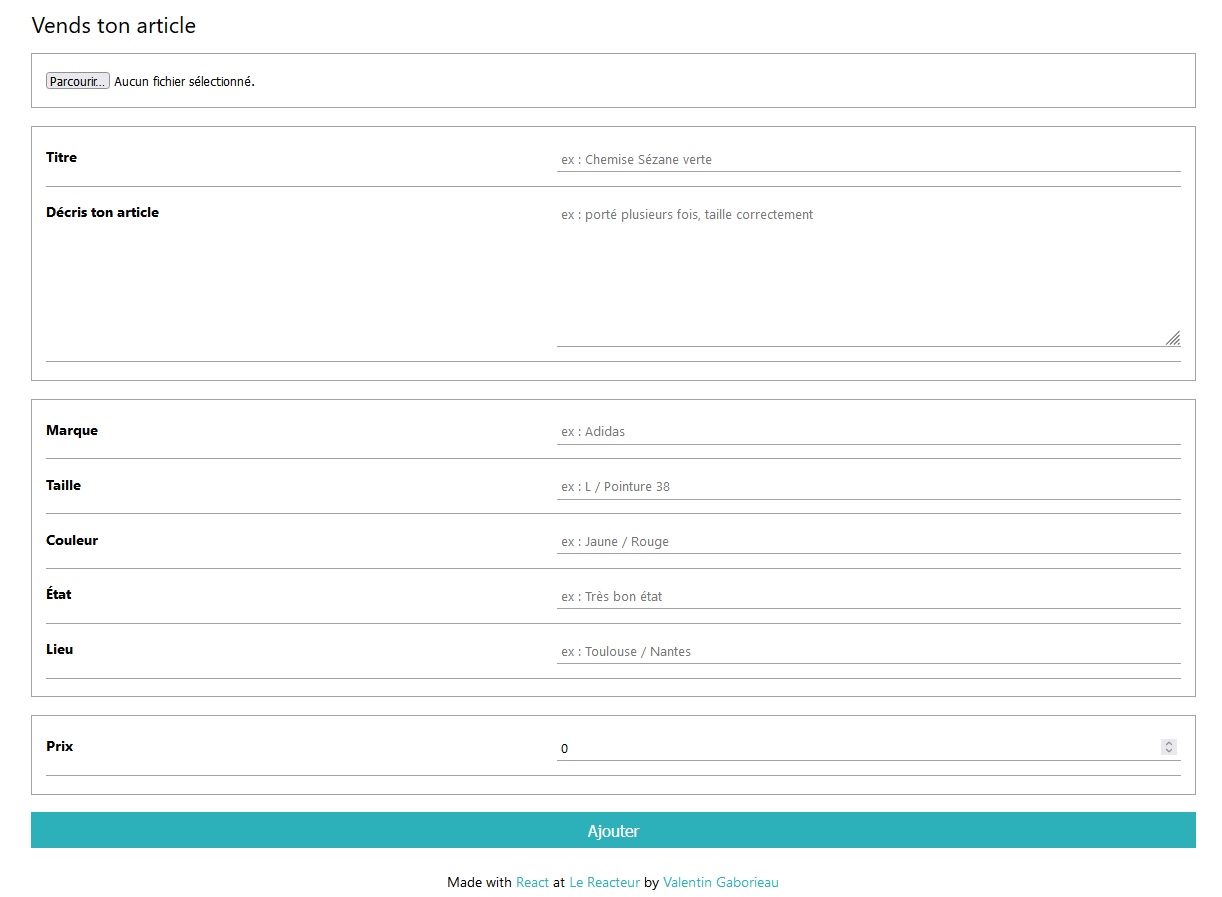 Vends ton article
Parcourir... Aucun fichier sélectionné.
Titre ex : Chemise Sézane verte
Décris ton article ex : porté plusieurs fois, taille correctement
Marque ex : Adidas
Taille ex : L / Pointure 38
Couleur ex : Jaune / Rouge
État ex : Très bon état
Lieu ex : Toulouse / Nantes
Prix 0
Ajouter
Made with React at Le Reacteur by Valentin Gaborieau